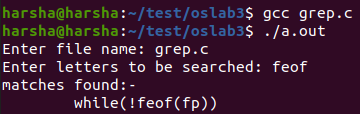 harsha@harsha:~/test/oslab3$ gcc grep.c
harsha@harsha:~/test/oslab3$ ./a.out
Enter file name: grep.c
Enter letters to be searched: feof
matches found:-
        while(!feof(fp))